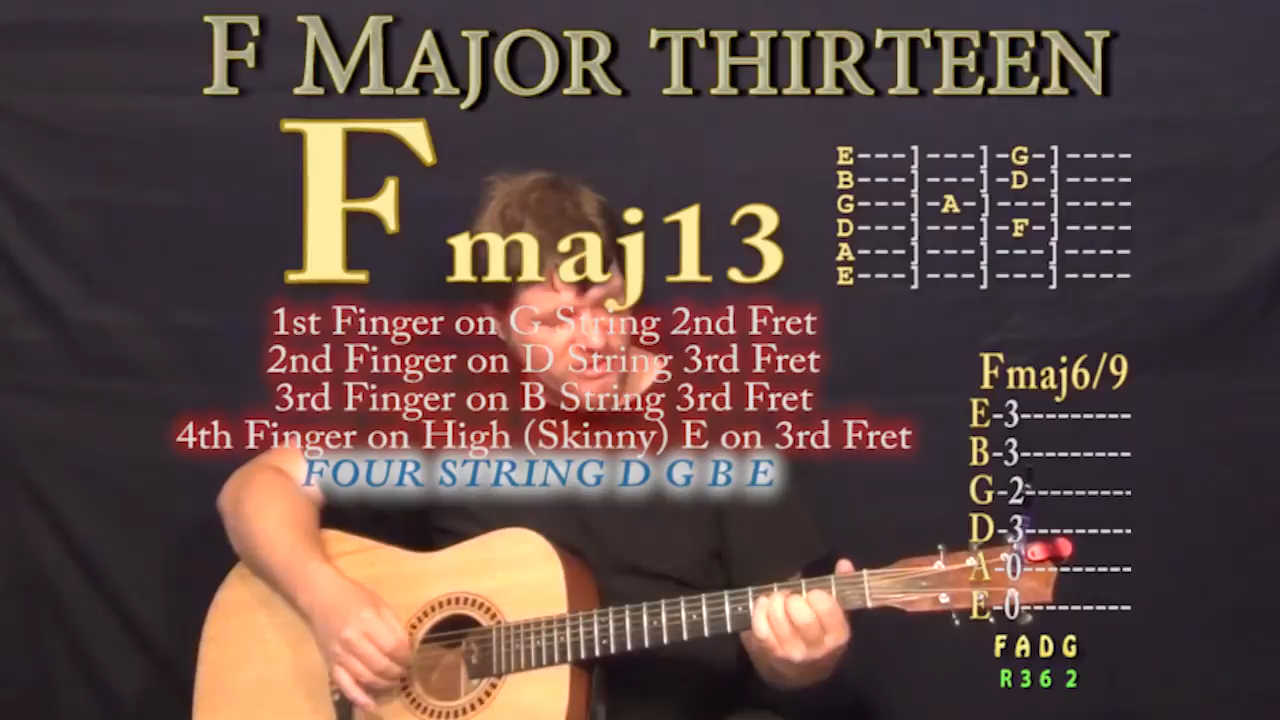 F MAJOR THIRTEEN
F maj13
E---]---]-G-]----
B---]---]-D-]----
G---]-A-]---]----
D---]---]-F-]----
A---]---]---]----
E---]---]---]----
1st Finger on G String 2nd Fret
2nd Finger on D String 3rd Fret
3rd Finger on B String 3rd Fret
4th Finger on High (Skinny) E on 3rd Fret
FOUR STRING D G B E
Fmaj6/9
E-3---------
B-3---------
G-2---------
D-3---------
A-0---------
E-0---------
F A D G
R 3 6 2